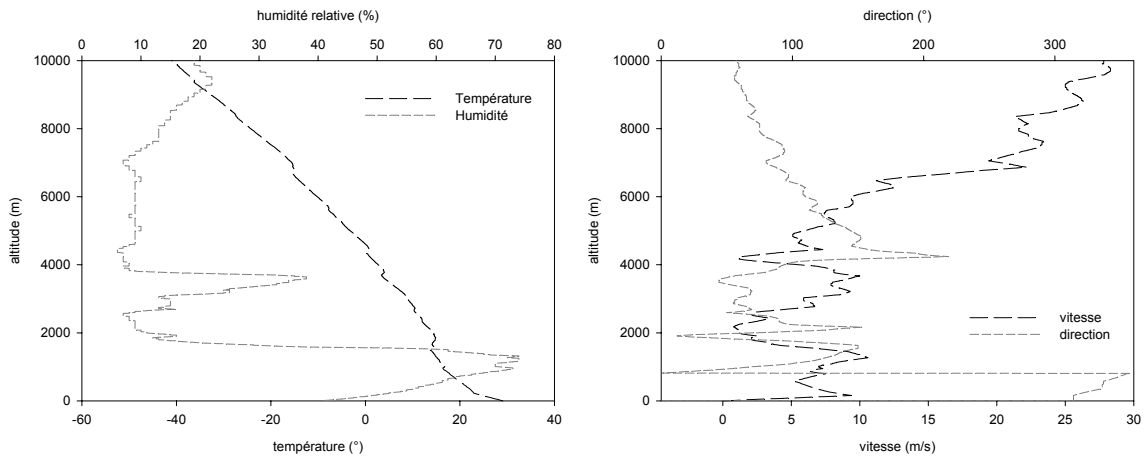 humidité relative (%)
0 10 20 30 40 50 60 70 80
10000
8000
6000
4000
2000
0
altitude (m)
Température
Humidité
-60 -40 -20 0 20 40
température (°)
direction (°)
0 100 200 300
10000
8000
6000
4000
2000
0
altitude (m)
vitesse
direction
0 5 10 15 20 25 30
vitesse (m/s)